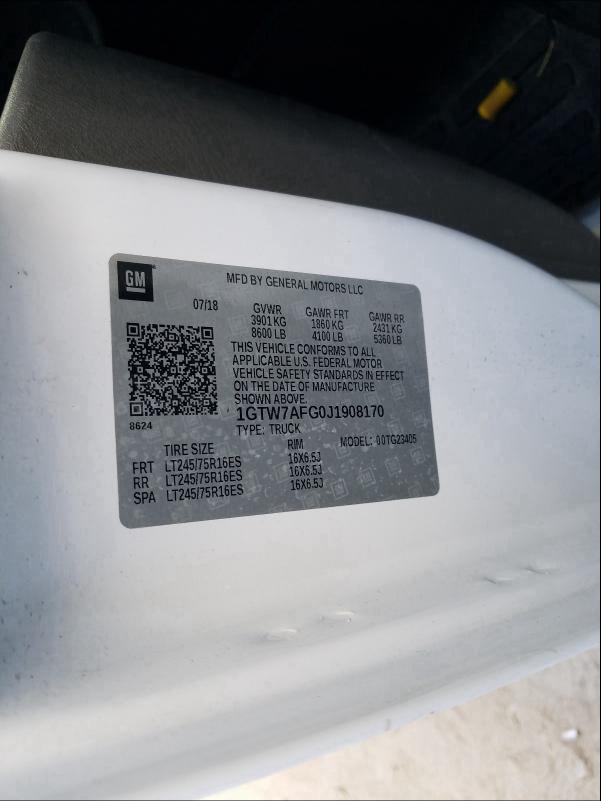 GM
MFD BY GENERAL MOTORS LLC
07/18 GVWR GAWR FRT GAWR RR
3901 KG 1860 KG 2431 KG
8600 LB 4100 LB 5360 LB
THIS VEHICLE CONFORMS TO ALL
APPLICABLE U.S. FEDERAL MOTOR
VEHICLE SAFETY STANDARDS IN EFFECT
ON THE DATE OF MANUFACTURE
SHOWN ABOVE.
8624
1GTW7AFG0J1908170
TYPE: TRUCK MODEL: 00TG23405
TIRE SIZE RIM
FRT LT245/75R16ES 16X6.5J
RR LT245/75R16ES 16X6.5J
SPA LT245/75R16ES 16X6.5J